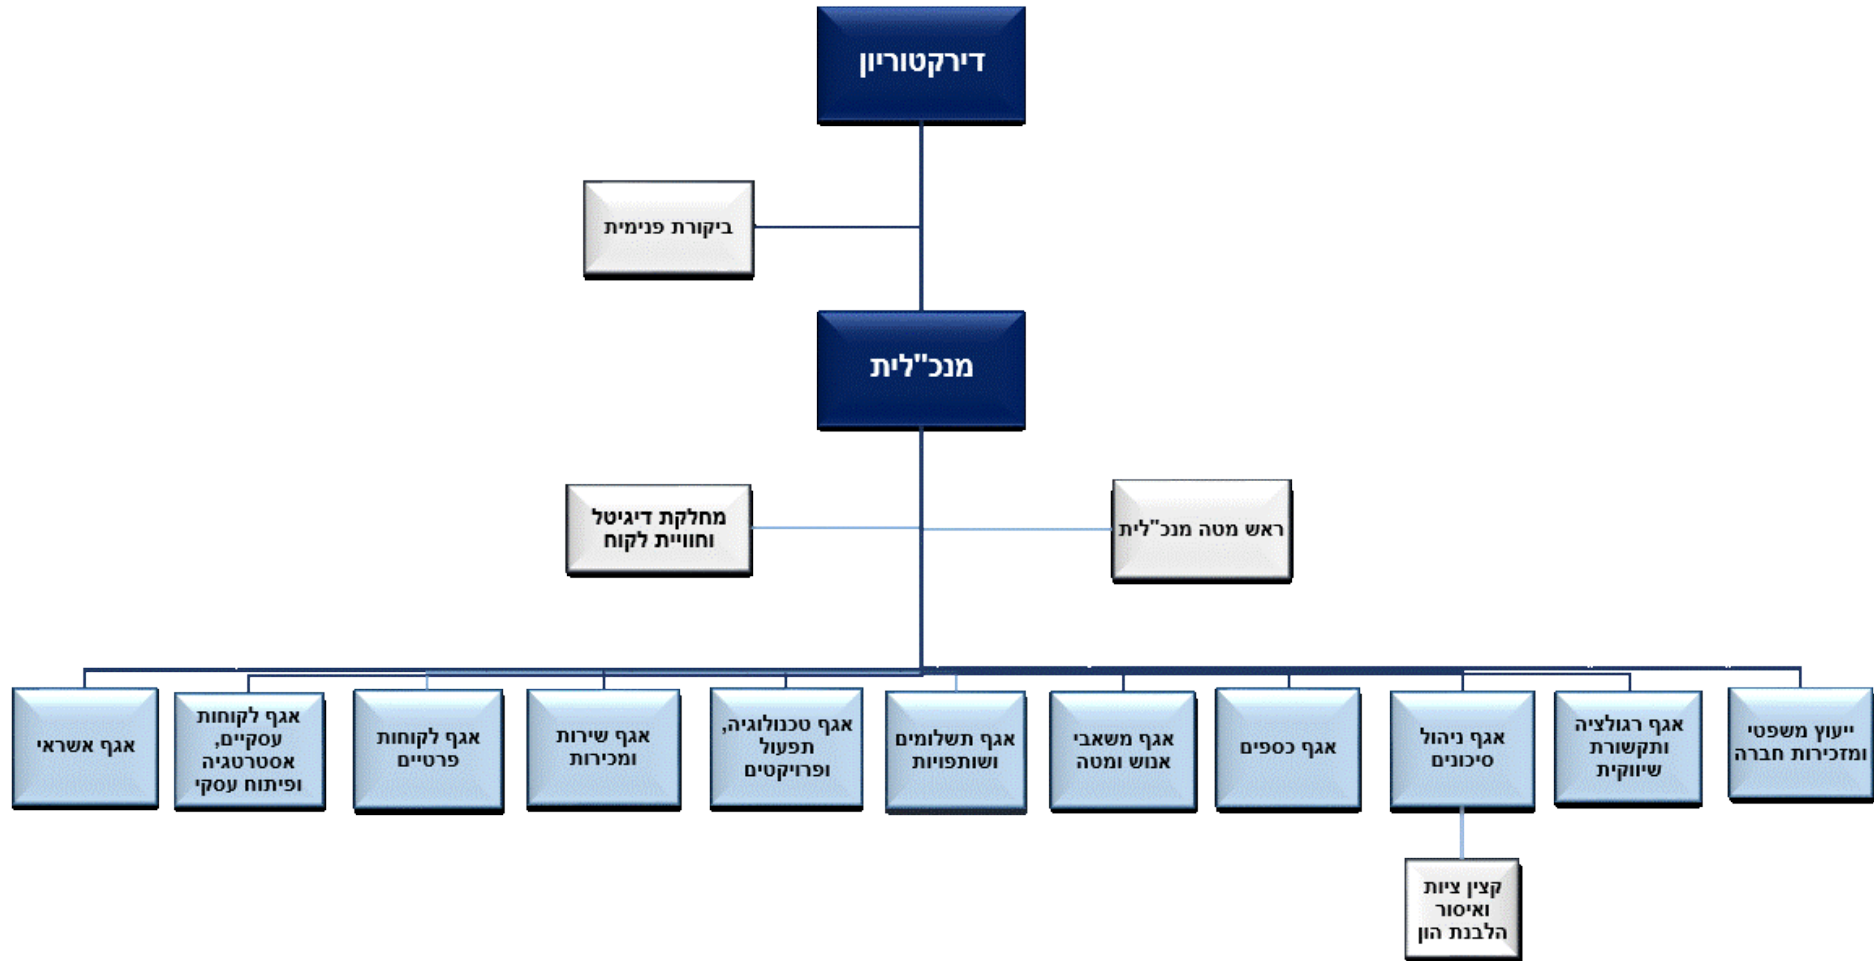 דירקטוריון
ביקורת פנימית
מנכ"לית
ראש מטה מנכ"לית
מחלקת דיגיטל
וחוויית לקוח
ייעוץ משפטי
ומזכירות חברה
אגף רגולציה
ותקשורת
שיווקית
אגף ניהול
סיכונים
אגף כספים
אגף משאבי
אנוש ומטה
אגף תשלומים
ושותפויות
אגף טכנולוגיה,
תפעול
ופרויקטים
אגף שירות
ומכירות
אגף לקוחות
פרטיים
אגף לקוחות
עסקיים,
אסטרטגיה
ופיתוח עסקי
אגף אשראי
קצין ציות
ואיסור
הלבנת הון